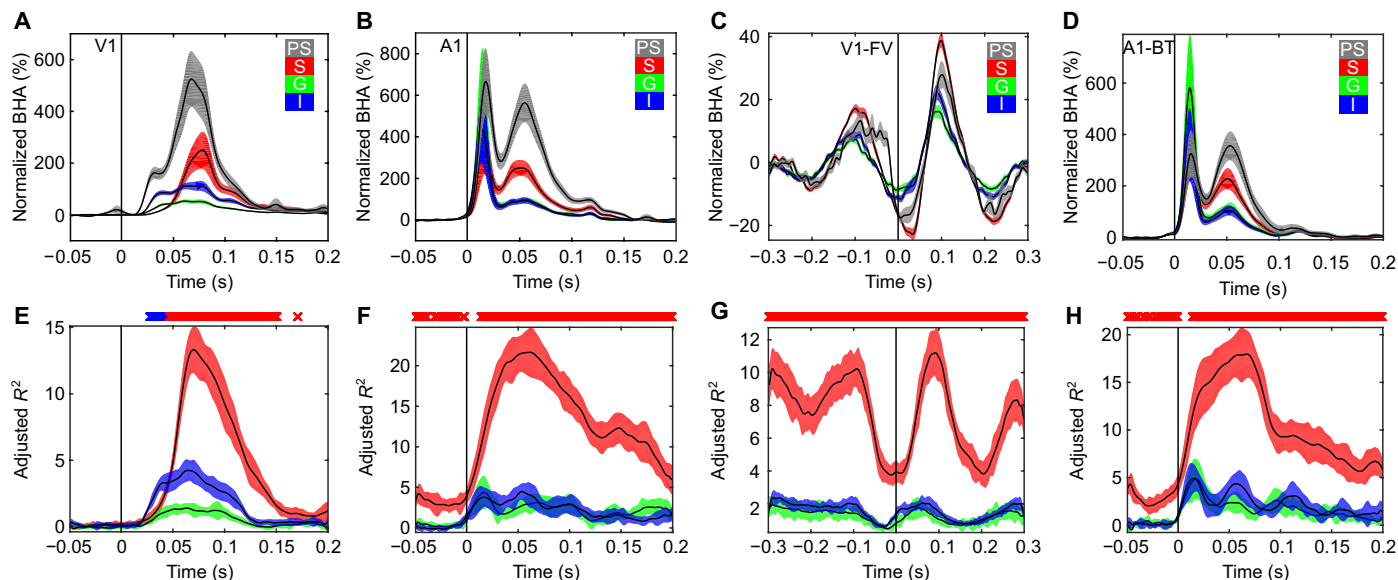 A
V1
PS
S
G
I
Normalized BHA (%)
600
400
200
0
−0.05 0 0.05 0.1 0.15 0.2
Time (s)
B
A1
PS
S
G
I
Normalized BHA (%)
800
600
400
200
0
−0.05 0 0.05 0.1 0.15 0.2
Time (s)
C
V1-FV
PS
S
G
I
Normalized BHA (%)
40
20
0
−20
−0.3 −0.2 −0.1 0.0 0.1 0.2 0.3
Time (s)
D
A1-BT
PS
S
G
I
Normalized BHA (%)
800
600
400
200
0
−0.05 0 0.05 0.1 0.15 0.2
Time (s)
E
Adjusted R²
15
10
5
0
−0.05 0 0.05 0.1 0.15 0.2
Time (s)
F
Adjusted R²
20
15
10
5
0
−0.05 0 0.05 0.1 0.15 0.2
Time (s)
G
Adjusted R²
12
10
8
6
4
2
0
−0.3 −0.2 −0.1 0.0 0.1 0.2 0.3
Time (s)
H
Adjusted R²
20
15
10
5
0
−0.05 0 0.05 0.1 0.15 0.2
Time (s)